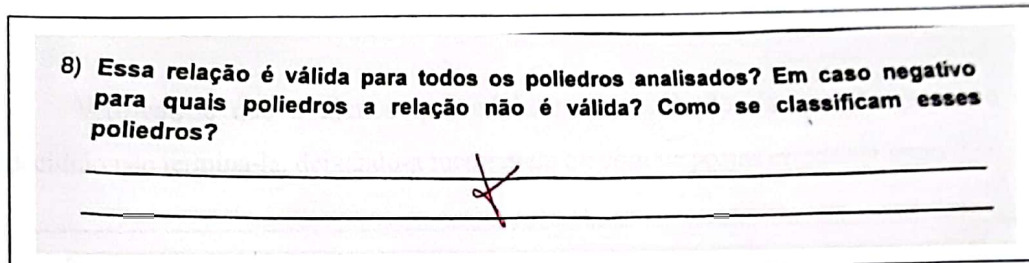 8) Essa relação é válida para todos os poliedros analisados? Em caso negativo
para quais poliedros a relação não é válida? Como se classificam esses
poliedros?